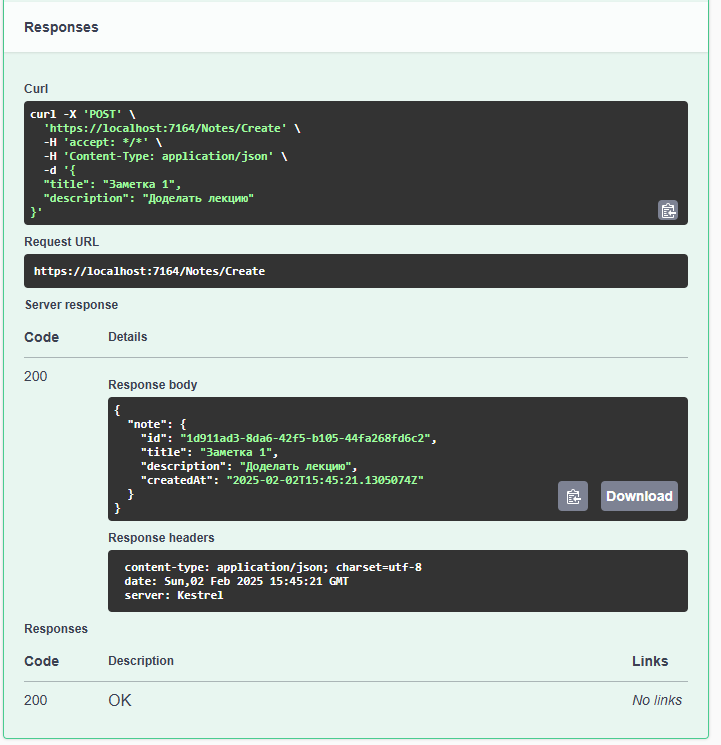 Responses
Curl
curl -X 'POST' \
  'https://localhost:7164/Notes/Create' \
  -H 'accept: */*' \
  -H 'Content-Type: application/json' \
  -d '{
  "title": "Заметка 1",
  "description": "Доделать лекцию"
}'
Request URL
https://localhost:7164/Notes/Create
Server response
Code Details
200
Response body
{
  "note": {
    "id": "1d911ad3-8da6-42f5-b105-44fa268fd6c2",
    "title": "Заметка 1",
    "description": "Доделать лекцию",
    "createdAt": "2025-02-02T15:45:21.1305074Z"
  }
}
Download
Response headers
content-type: application/json; charset=utf-8
date: Sun,02 Feb 2025 15:45:21 GMT
server: Kestrel
Responses
Code Description Links
200 OK No links